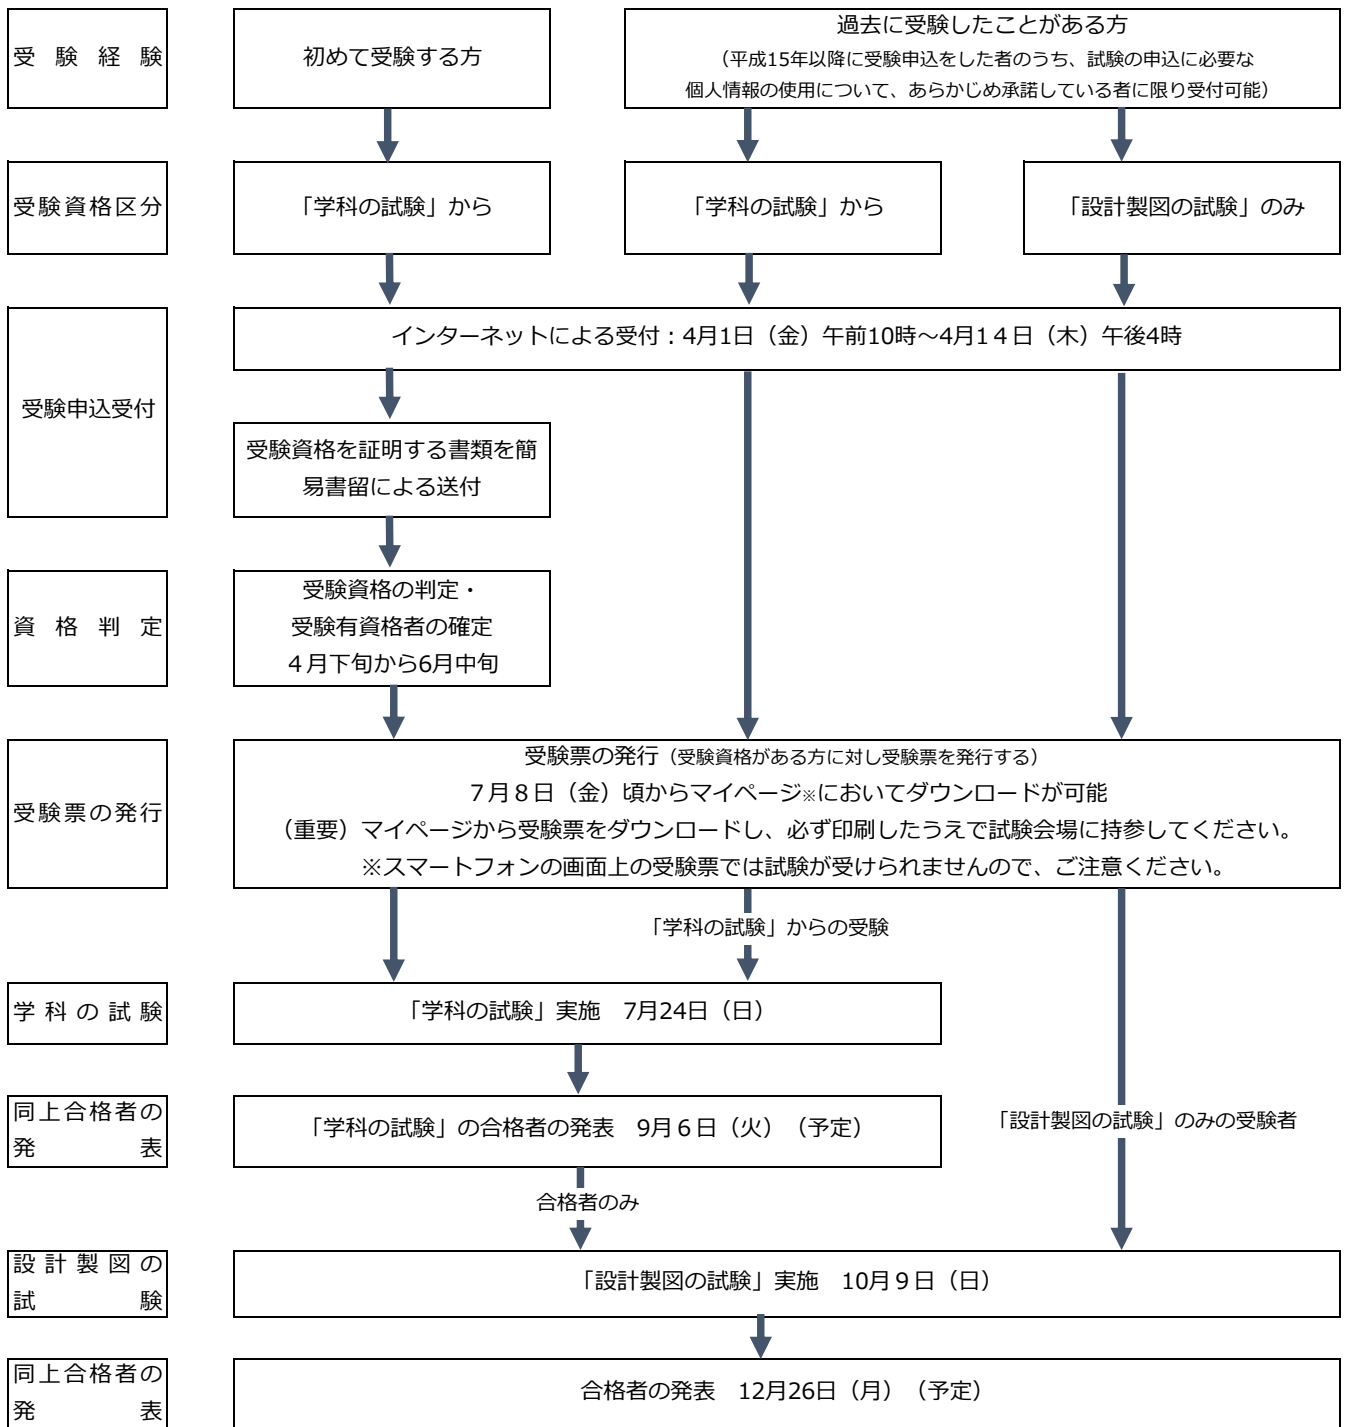 受験経験
初めて受験する方
過去に受験したことがある方
（平成15年以降に受験申込をした者のうち、試験の申込に必要な
個人情報の使用について、あらかじめ承諾している者に限り受付可能）
受験資格区分
「学科の試験」から
「学科の試験」から
「設計製図の試験」のみ
受験申込受付
インターネットによる受付：4月1日（金）午前10時～4月1４日（木）午後4時
受験資格を証明する書類を簡
易書留による送付
資格判定
受験資格の判定・
受験有資格者の確定
４月下旬から6月中旬
受験票の発行
受験票の発行（受験資格がある方に対し受験票を発行する）
７月８日（金）頃からマイページ※においてダウンロードが可能
（重要）マイページから受験票をダウンロードし、必ず印刷したうえで試験会場に持参してください。
※スマートフォンの画面上の受験票では試験が受けられませんので、ご注意ください。
「学科の試験」からの受験
学科の試験
「学科の試験」実施　7月24日（日）
同上合格者の
発表
「学科の試験」の合格者の発表　9月６日（火）（予定）
「設計製図の試験」のみの受験者
合格者のみ
設計製図の
試験
「設計製図の試験」実施　10月９日（日）
同上合格者の
発表
合格者の発表　12月26日（月）（予定）